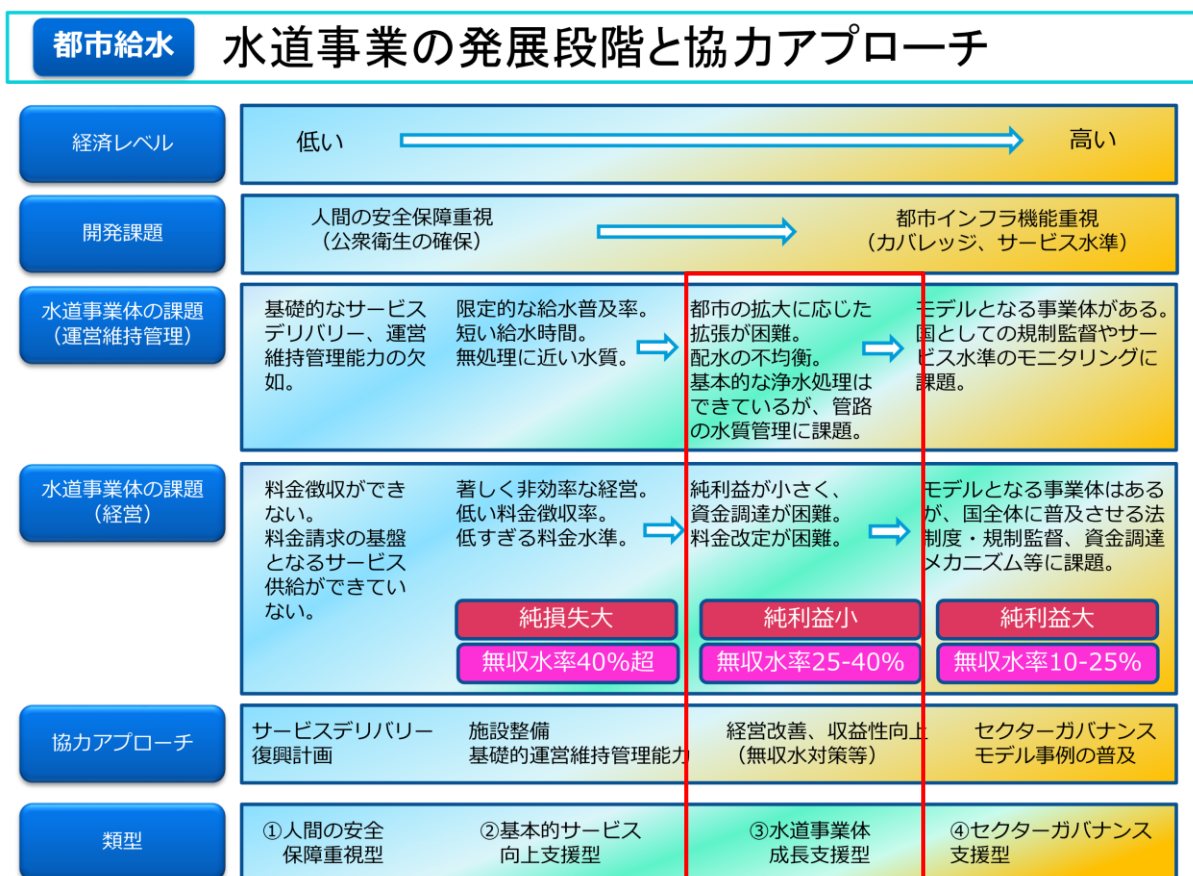 都市給水
水道事業の発展段階と協力アプローチ
経済レベル
低い
高い
開発課題
人間の安全保障重視
（公衆衛生の確保）
都市インフラ機能重視
（カバレッジ、サービス水準）
水道事業体の課題
（運営維持管理）
基礎的なサービス
デリバリー、運営
維持管理能力の欠
如。
限定的な給水普及率。
短い給水時間。
無処理に近い水質。
都市の拡大に応じた
拡張が困難。
配水の不均衡。
基本的な浄水処理は
できているが、管路
の水質管理に課題。
モデルとなる事業体がある。
国としての規制監督やサー
ビス水準のモニタリングに
課題。
水道事業体の課題
（経営）
料金徴収ができ
ない。
料金請求の基盤
となるサービス
供給ができてい
ない。
著しく非効率な経営。
低い料金徴収率。
低すぎる料金水準。
純利益が小さく、
資金調達が困難。
料金改定が困難。
モデルとなる事業体はある
が、国全体に普及させる法
制度・規制監督、資金調達
メカニズム等に課題。
純損失大
純利益小
純利益大
無収水率40%超
無収水率25-40%
無収水率10-25%
協力アプローチ
サービスデリバリー
復興計画
施設整備
基礎的運営維持管理能力
経営改善、収益性向上
（無収水対策等）
セクターガバナンス
モデル事例の普及
類型
①人間の安全
保障重視型
②基本的サービス
向上支援型
③水道事業体
成長支援型
④セクターガバナンス
支援型